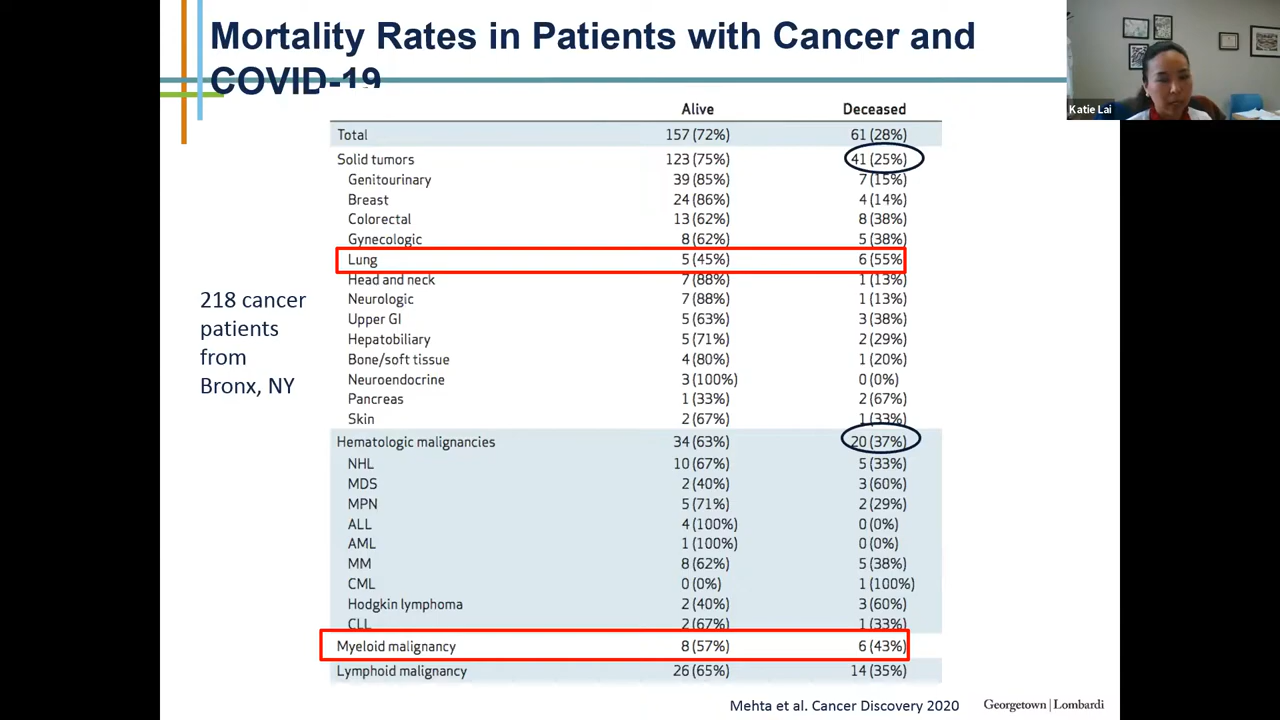 Mortality Rates in Patients with Cancer and
COVID-19
Katie Lai
Alive Deceased
Total 157 (72%) 61 (28%)
Solid tumors 123 (75%) 41 (25%)
Genitourinary 39 (85%) 7 (15%)
Breast 24 (86%) 4 (14%)
Colorectal 13 (62%) 8 (38%)
Gynecologic 8 (62%) 5 (38%)
Lung 5 (45%) 6 (55%)
Head and neck 7 (88%) 1 (13%)
Neurologic 7 (88%) 1 (13%)
Upper GI 5 (63%) 3 (38%)
Hepatobiliary 5 (71%) 2 (29%)
Bone/soft tissue 4 (80%) 1 (20%)
Neuroendocrine 3 (100%) 0 (0%)
Pancreas 1 (33%) 2 (67%)
Skin 2 (67%) 1 (33%)
Hematologic malignancies 34 (63%) 20 (37%)
NHL 10 (67%) 5 (33%)
MDS 2 (40%) 3 (60%)
MPN 5 (71%) 2 (29%)
ALL 4 (100%) 0 (0%)
AML 1 (100%) 0 (0%)
MM 8 (62%) 5 (38%)
CML 0 (0%) 1 (100%)
Hodgkin lymphoma 2 (40%) 3 (60%)
CLL 2 (67%) 1 (33%)
Myeloid malignancy 8 (57%) 6 (43%)
Lymphoid malignancy 26 (65%) 14 (35%)
218 cancer
patients
from
Bronx, NY
Mehta et al. Cancer Discovery 2020
Georgetown | Lombardi